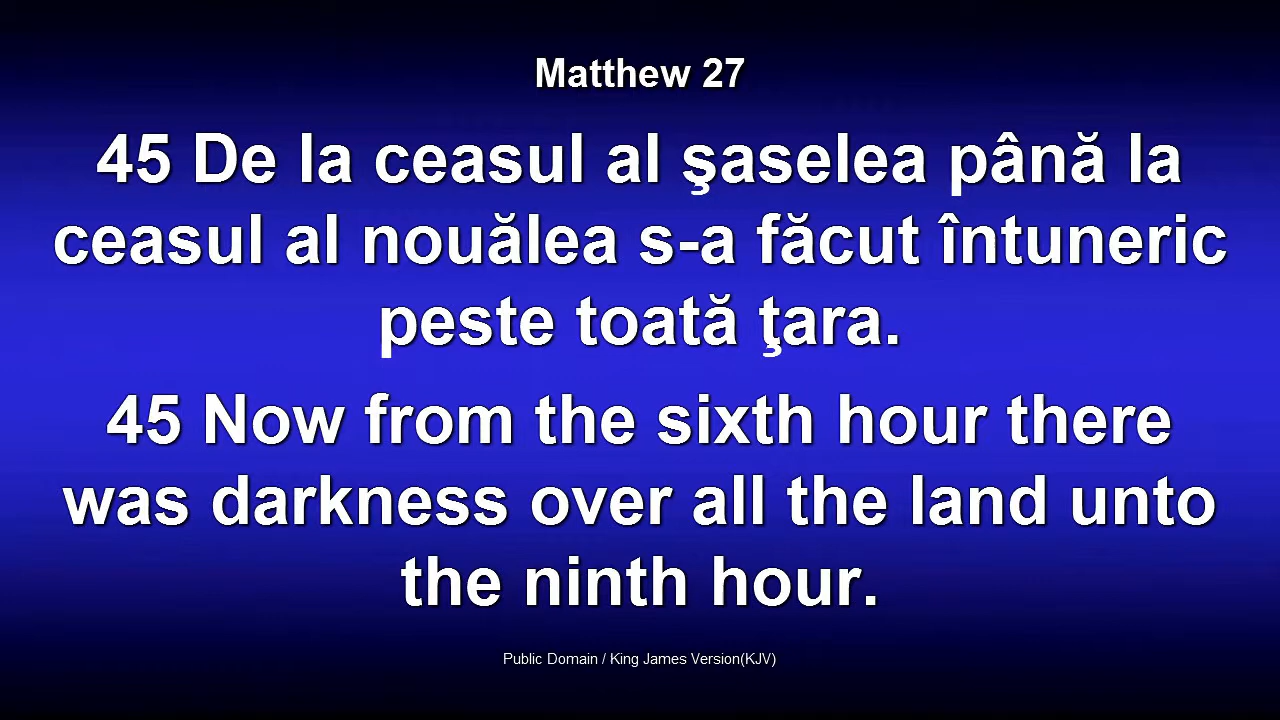 Matthew 27
45 De la ceasul al şaselea până la
ceasul al nouălea s-a făcut întuneric
peste toată ţara.
45 Now from the sixth hour there
was darkness over all the land unto
the ninth hour.
Public Domain / King James Version(KJV)